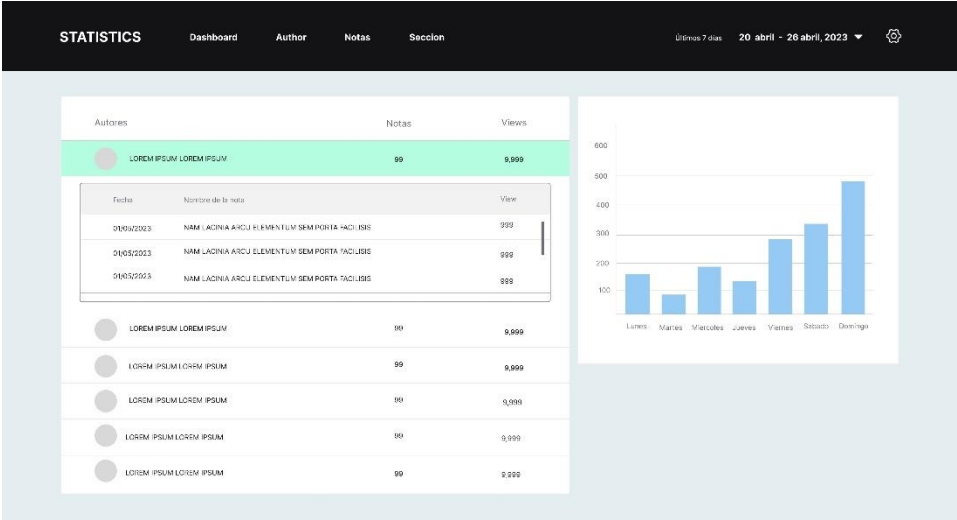 STATISTICS Dashboard Author Notas Seccion Últimos 7 días 20 abril - 26 abril, 2023
Autores Notas Views
LOREM IPSUM LOREM IPSUM 99 9,999
Fecha Nombre de la nota View
01/05/2023 NAM LACINIA ARCU ELEMENTUM SEM PORTA FACILISIS 999
01/05/2023 NAM LACINIA ARCU ELEMENTUM SEM PORTA FACILISIS 999
01/05/2023 NAM LACINIA ARCU ELEMENTUM SEM PORTA FACILISIS 999
LOREM IPSUM LOREM IPSUM 99 9,999
LOREM IPSUM LOREM IPSUM 99 9,999
LOREM IPSUM LOREM IPSUM 99 9,999
LOREM IPSUM LOREM IPSUM 99 9,999
LOREM IPSUM LOREM IPSUM 99 9,999
600
500
400
300
200
100
Lunes Martes Miercoles Jueves Viernes Sabado Domingo